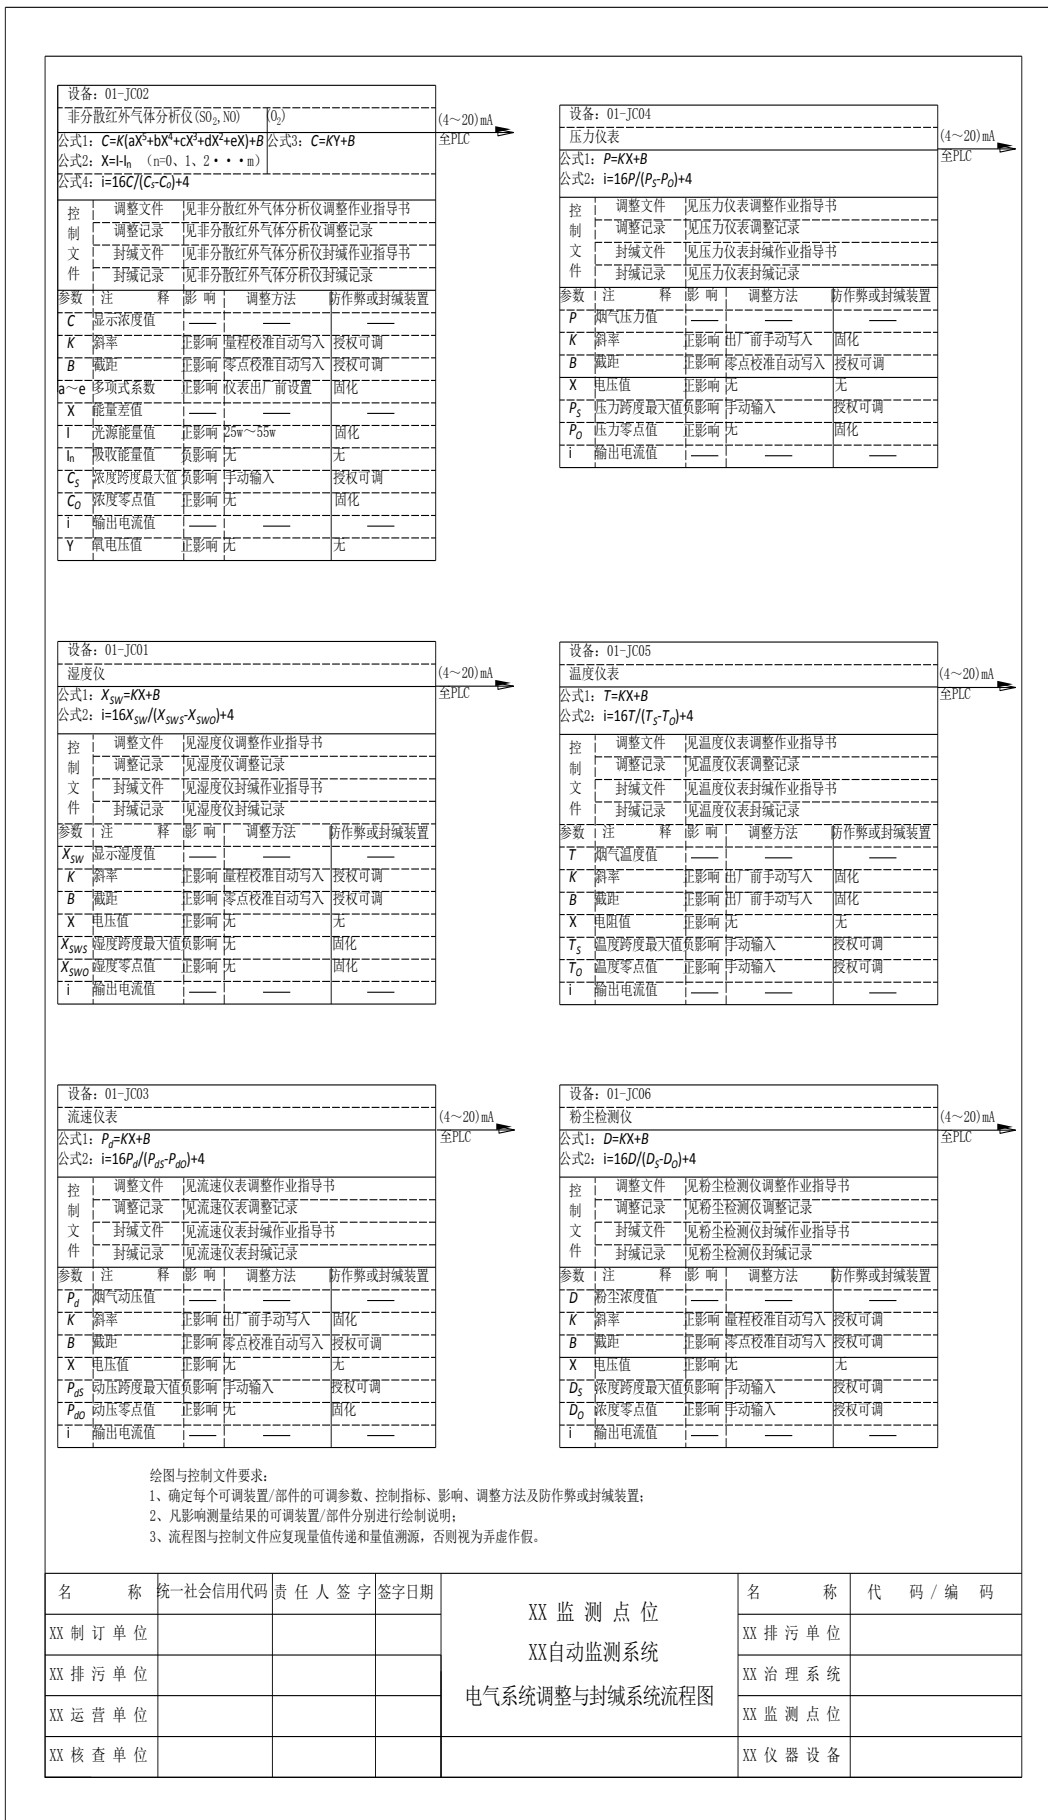 设备：01-JC02
非分散红外气体分析仪(SO₂,NO) (O₂)
(4～20)mA
至PLC
公式1：C=K(aX⁵+bX⁴+cX³+dX²+eX)+B 公式3：C=KY+B
公式2：X=I-Iₙ （n=0、1、2···m）
公式4：i=16C/(C_S-C_O)+4
控制文件
调整文件 见非分散红外气体分析仪调整作业指导书
调整记录 见非分散红外气体分析仪调整记录
封缄文件 见非分散红外气体分析仪封缄作业指导书
封缄记录 见非分散红外气体分析仪封缄记录
参数 注 释 影 响 调整方法 防作弊或封缄装置
C 显示浓度值 —— —— ——
K 斜率 正影响 量程校准自动写入 授权可调
B 截距 正影响 零点校准自动写入 授权可调
a～e 多项式系数 正影响 仪表出厂前设置 固化
X 能量差值 —— —— ——
I 光源能量值 正影响 25w～55w 固化
Iₙ 吸收能量值 负影响 无 无
C_S 浓度跨度最大值 负影响 手动输入 授权可调
C_O 浓度零点值 正影响 无 固化
i 输出电流值 —— —— ——
Y 氧电压值 正影响 无 无
设备：01-JC04
压力仪表
(4～20)mA
至PLC
公式1：P=KX+B
公式2：i=16P/(P_S-P_O)+4
控制文件
调整文件 见压力仪表调整作业指导书
调整记录 见压力仪表调整记录
封缄文件 见压力仪表封缄作业指导书
封缄记录 见压力仪表封缄记录
参数 注 释 影 响 调整方法 防作弊或封缄装置
P 烟气压力值 —— —— ——
K 斜率 正影响 出厂前手动写入 固化
B 截距 正影响 零点校准自动写入 授权可调
X 电压值 正影响 无 无
P_S 压力跨度最大值 负影响 手动输入 授权可调
P_O 压力零点值 正影响 无 固化
i 输出电流值 —— —— ——
设备：01-JC01
湿度仪
(4～20)mA
至PLC
公式1：X_SW=KX+B
公式2：i=16X_SW/(X_SWS-X_SWO)+4
控制文件
调整文件 见湿度仪调整作业指导书
调整记录 见湿度仪调整记录
封缄文件 见湿度仪封缄作业指导书
封缄记录 见湿度仪封缄记录
参数 注 释 影 响 调整方法 防作弊或封缄装置
X_SW 显示湿度值 —— —— ——
K 斜率 正影响 量程校准自动写入 授权可调
B 截距 正影响 零点校准自动写入 授权可调
X 电压值 正影响 无 无
X_SWS 湿度跨度最大值 负影响 无 固化
X_SWO 湿度零点值 正影响 无 固化
i 输出电流值 —— —— ——
设备：01-JC05
温度仪表
(4～20)mA
至PLC
公式1：T=KX+B
公式2：i=16T/(T_S-T_O)+4
控制文件
调整文件 见温度仪表调整作业指导书
调整记录 见温度仪表调整记录
封缄文件 见温度仪表封缄作业指导书
封缄记录 见温度仪表封缄记录
参数 注 释 影 响 调整方法 防作弊或封缄装置
T 烟气温度值 —— —— ——
K 斜率 正影响 出厂前手动写入 固化
B 截距 正影响 出厂前手动写入 固化
X 电阻值 正影响 无 无
T_S 温度跨度最大值 负影响 手动输入 授权可调
T_O 温度零点值 正影响 手动输入 授权可调
i 输出电流值 —— —— ——
设备：01-JC03
流速仪表
(4～20)mA
至PLC
公式1：P_d=KX+B
公式2：i=16P_d/(P_dS-P_dO)+4
控制文件
调整文件 见流速仪表调整作业指导书
调整记录 见流速仪表调整记录
封缄文件 见流速仪表封缄作业指导书
封缄记录 见流速仪表封缄记录
参数 注 释 影 响 调整方法 防作弊或封缄装置
P_d 烟气动压值 —— —— ——
K 斜率 正影响 出厂前手动写入 固化
B 截距 正影响 零点校准自动写入 授权可调
X 电压值 正影响 无 无
P_dS 动压跨度最大值 负影响 手动输入 授权可调
P_dO 动压零点值 正影响 无 固化
i 输出电流值 —— —— ——
设备：01-JC06
粉尘检测仪
(4～20)mA
至PLC
公式1：D=KX+B
公式2：i=16D/(D_S-D_O)+4
控制文件
调整文件 见粉尘检测仪调整作业指导书
调整记录 见粉尘检测仪调整记录
封缄文件 见粉尘检测仪封缄作业指导书
封缄记录 见粉尘检测仪封缄记录
参数 注 释 影 响 调整方法 防作弊或封缄装置
D 粉尘浓度值 —— —— ——
K 斜率 正影响 量程校准自动写入 授权可调
B 截距 正影响 零点校准自动写入 授权可调
X 电压值 正影响 无 无
D_S 浓度跨度最大值 负影响 手动输入 授权可调
D_O 浓度零点值 正影响 手动输入 授权可调
i 输出电流值 —— —— ——
绘图与控制文件要求：
1、确定每个可调装置/部件的可调参数、控制指标、影响、调整方法及防作弊或封缄装置；
2、凡影响测量结果的可调装置/部件分别进行绘制说明；
3、流程图与控制文件应复现量值传递和量值溯源，否则视为弄虚作假。
名 称 统一社会信用代码 责任人签字 签字日期
XX制订单位
XX排污单位
XX运营单位
XX核查单位
XX监测点位
XX自动监测系统
电气系统调整与封缄系统流程图
名 称 代 码/编 码
XX排污单位
XX治理系统
XX监测点位
XX仪器设备